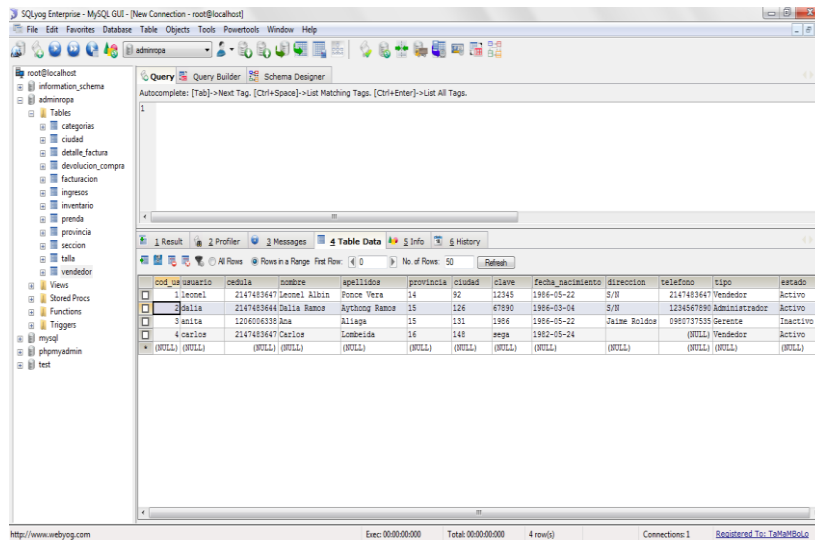 SQLyog Enterprise - MySQL GUI - [New Connection - root@localhost]
File Edit Favorites Database Table Objects Tools Powertools Window Help
adminropa
root@localhost
information_schema
adminropa
Tables
categorias
ciudad
detalle_factura
devolucion_compra
facturacion
ingresos
inventario
prenda
provincia
seccion
talla
vendedor
Views
Stored Procs
Functions
Triggers
mysql
phpmyadmin
test
Query Query Builder Schema Designer
Autocomplete: [Tab]->Next Tag. [Ctrl+Space]->List Matching Tags. [Ctrl+Enter]->List All Tags.
1
1 Result 2 Profiler 3 Messages 4 Table Data 5 Info 6 History
All Rows Rows in a Range First Row: 0 No. of Rows: 50 Refresh
cod_us usuario cedula nombre apellidos provincia ciudad clave fecha_nacimiento direccion telefono tipo estado
1 leonel 2147483647 Leonel Albin Ponce Vera 14 92 12345 1986-05-22 S/N 2147483647 Vendedor Activo
2 dalia 2147483644 Dalia Ramos Aythong Ramos 15 126 67890 1986-03-04 S/N 1234567890 Administrador Activo
3 anita 1206006338 Ana Aliaga 15 131 1986 1986-05-22 Jaime Roldos 0980737535 Gerente Inactivo
4 carlos 2147483647 Carlos Lombeida 16 148 sega 1982-05-24 (NULL) Vendedor Activo
* (NULL) (NULL) (NULL) (NULL) (NULL) (NULL) (NULL) (NULL) (NULL) (NULL) (NULL) (NULL) (NULL)
http://www.webyog.com Exec: 00:00:00:000 Total: 00:00:00:000 4 row(s) Connections: 1 Registered To: TaMaMBoLo